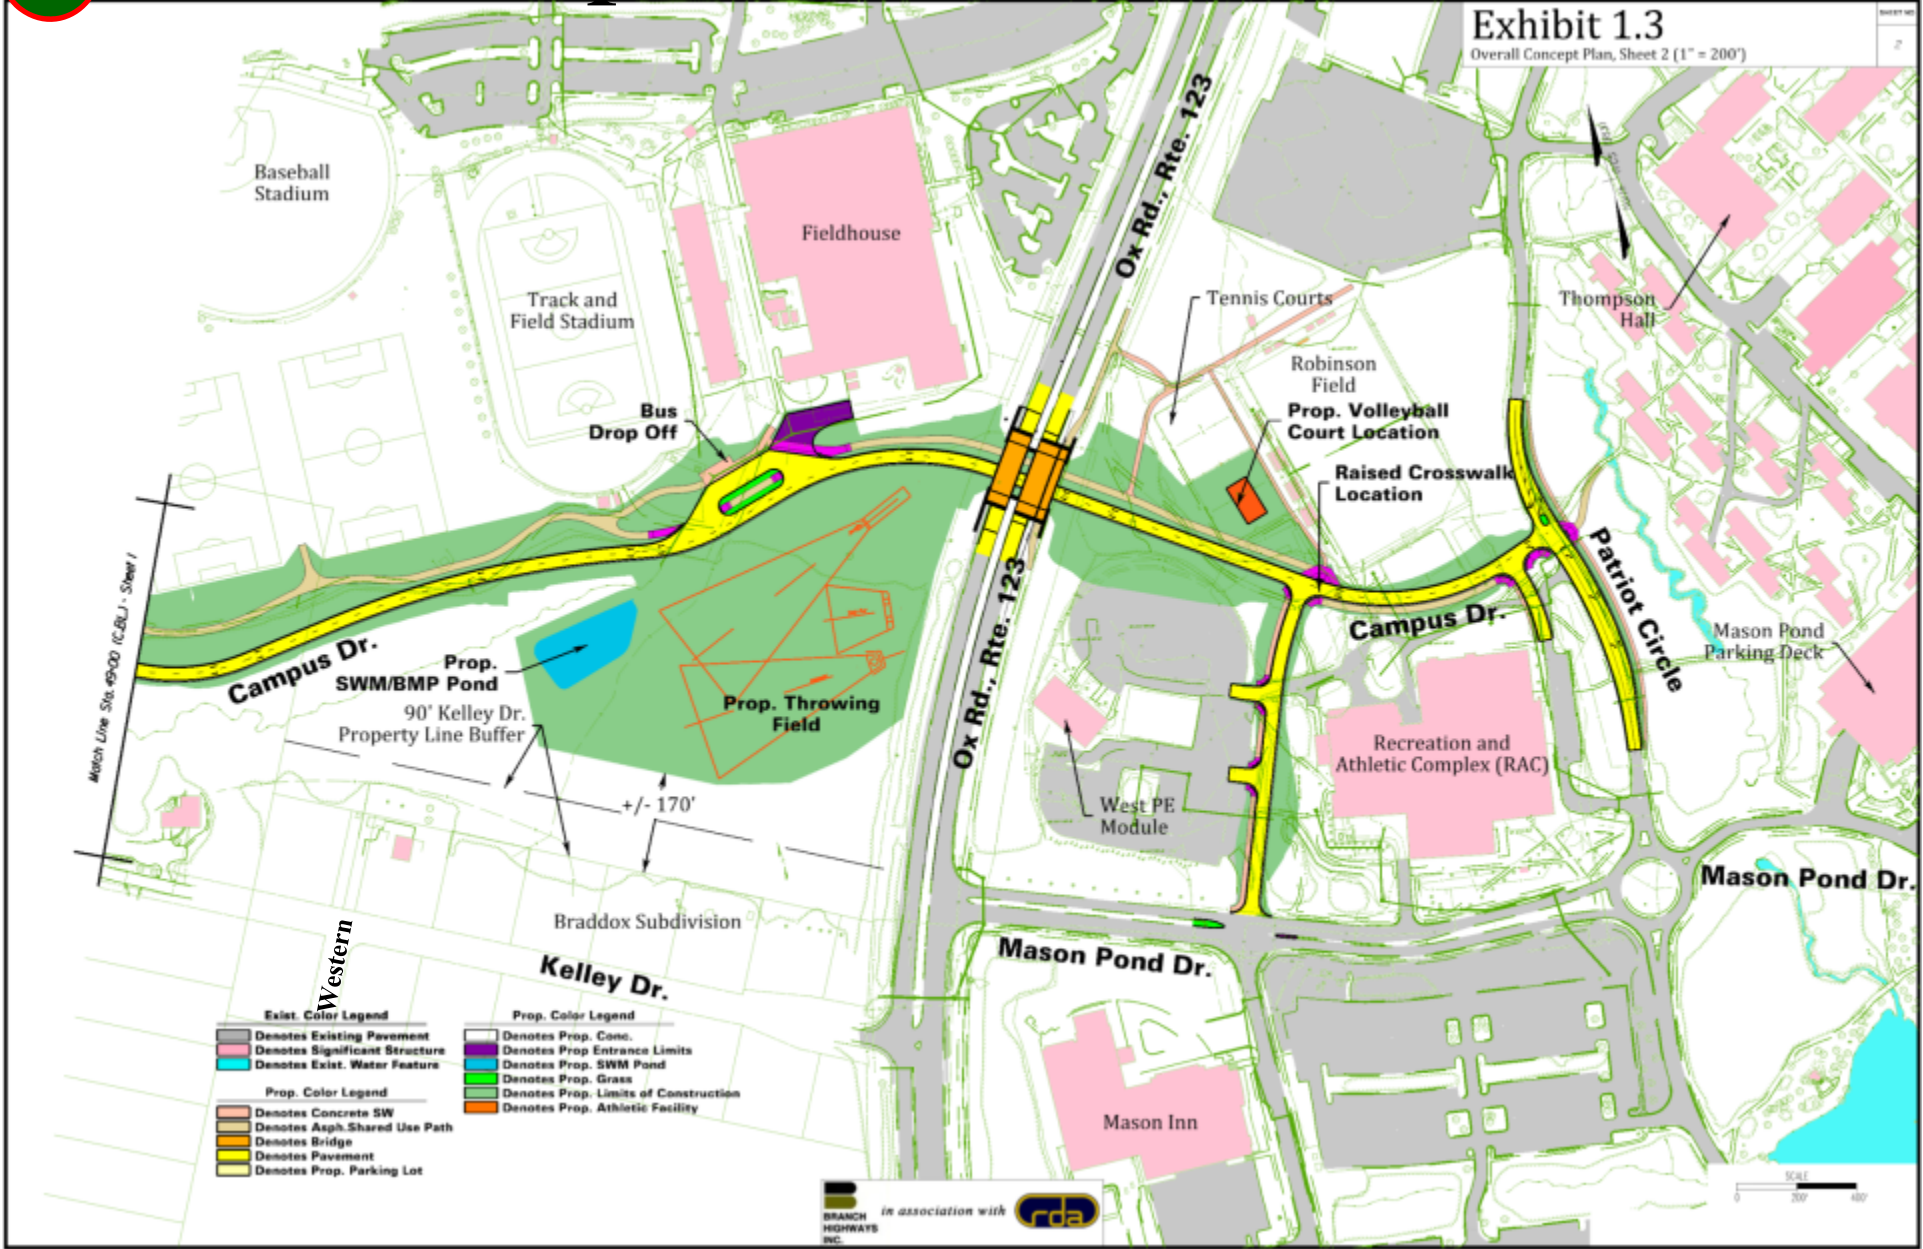 Exhibit 1.3
Overall Concept Plan, Sheet 2 (1" = 200')
SHEET NO.
2
Ox Rd., Rte. 123
Baseball
Stadium
Fieldhouse
Track and
Field Stadium
Tennis Courts
Thompson
Hall
Robinson
Field
Bus
Drop Off
Prop. Volleyball
Court Location
Raised Crosswalk
Location
Patriot Circle
Match Line Sta. 49+00 (C.B.L.) - Sheet 1
Campus Dr.
Campus Dr.
Mason Pond
Parking Deck
Prop.
SWM/BMP Pond
90' Kelley Dr.
Property Line Buffer
Prop. Throwing
Field
Ox Rd., Rte. 123
Recreation and
Athletic Complex (RAC)
+/- 170'
West PE
Module
Mason Pond Dr.
Braddox Subdivision
Western
Kelley Dr.
Mason Pond Dr.
Exist. Color Legend
Denotes Existing Pavement
Denotes Significant Structure
Denotes Exist. Water Feature
Prop. Color Legend
Denotes Concrete SW
Denotes Asph.Shared Use Path
Denotes Bridge
Denotes Pavement
Denotes Prop. Parking Lot
Prop. Color Legend
Denotes Prop. Conc.
Denotes Prop Entrance Limits
Denotes Prop. SWM Pond
Denotes Prop. Grass
Denotes Prop. Limits of Construction
Denotes Prop. Athletic Facility
Mason Inn
BRANCH
HIGHWAYS
INC.
in association with
rda
SCALE
0 200' 400'